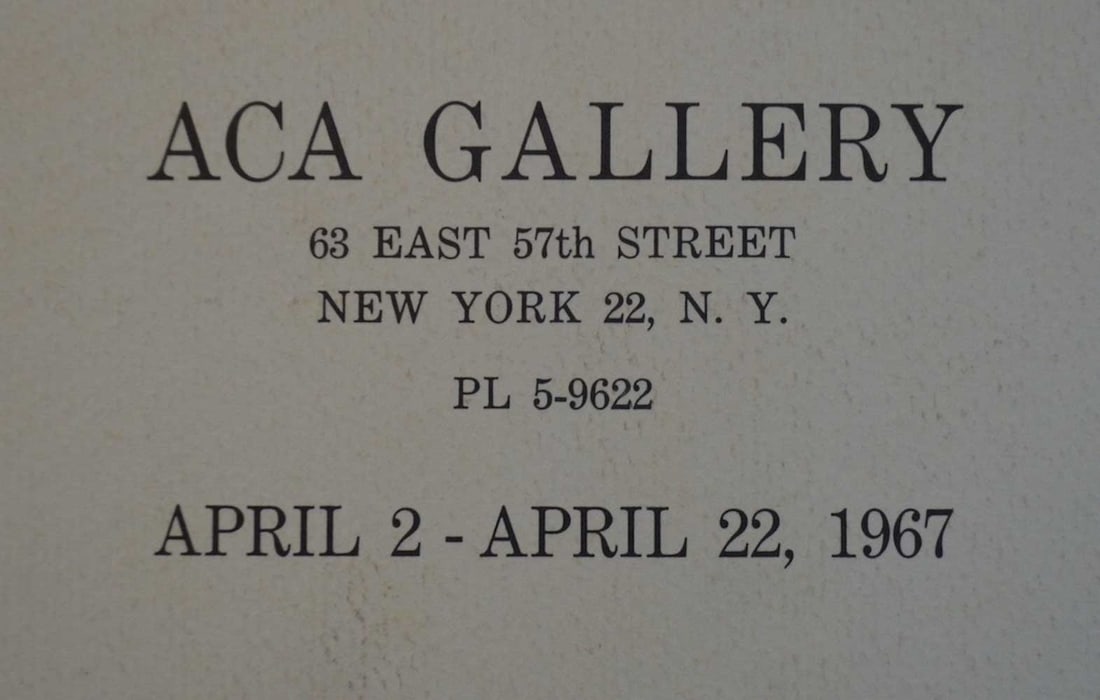 ACA GALLERY
63 EAST 57th STREET
NEW YORK 22, N. Y.
PL 5-9622
APRIL 2 - APRIL 22, 1967